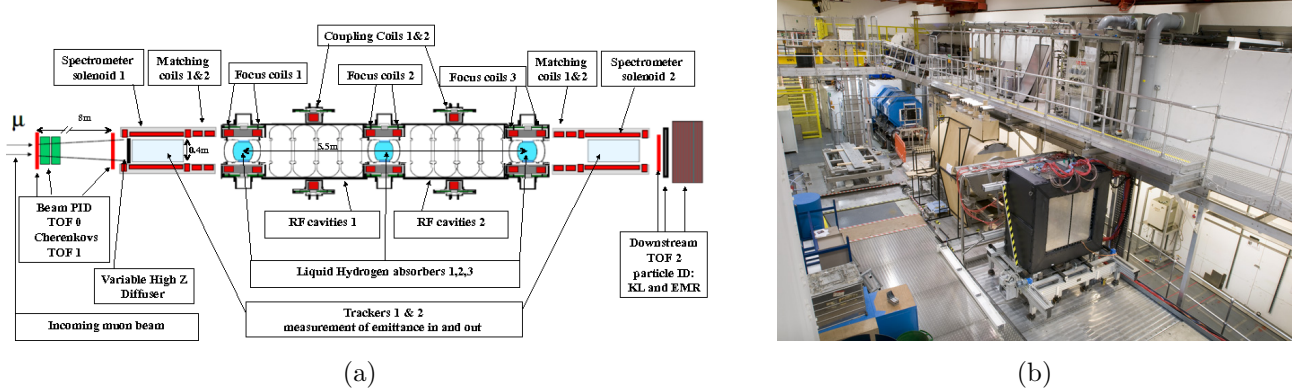 Coupling Coils 1&2
Spectrometer
solenoid 1
Matching
coils 1&2
Focus coils 1
Focus coils 2
Focus coils 3
Matching
coils 1&2
Spectrometer
solenoid 2
μ
8m
0.4m
5.5m
Beam PID
TOF 0
Cherenkovs
TOF 1
RF cavities 1
RF cavities 2
Downstream
TOF 2
particle ID:
KL and EMR
Variable High Z
Diffuser
Liquid Hydrogen absorbers 1,2,3
Incoming muon beam
Trackers 1 & 2
measurement of emittance in and out
(a)
(b)